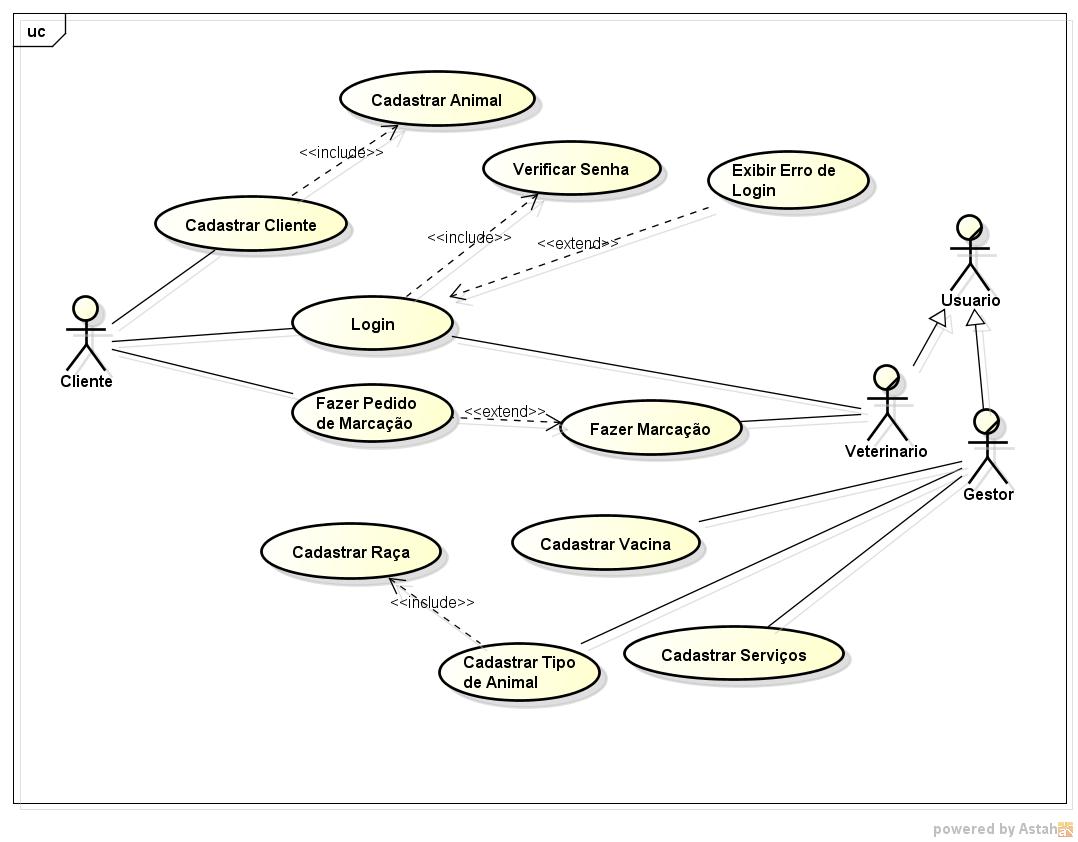 uc
Cadastrar Animal
<<include>>
Verificar Senha
Exibir Erro de
Login
Cadastrar Cliente
<<include>>
<<extend>>
Usuario
Login
Cliente
Fazer Pedido
de Marcação
<<extend>>
Fazer Marcação
Veterinario
Gestor
Cadastrar Raça
Cadastrar Vacina
<<include>>
Cadastrar Tipo
de Animal
Cadastrar Serviços
powered by Astah